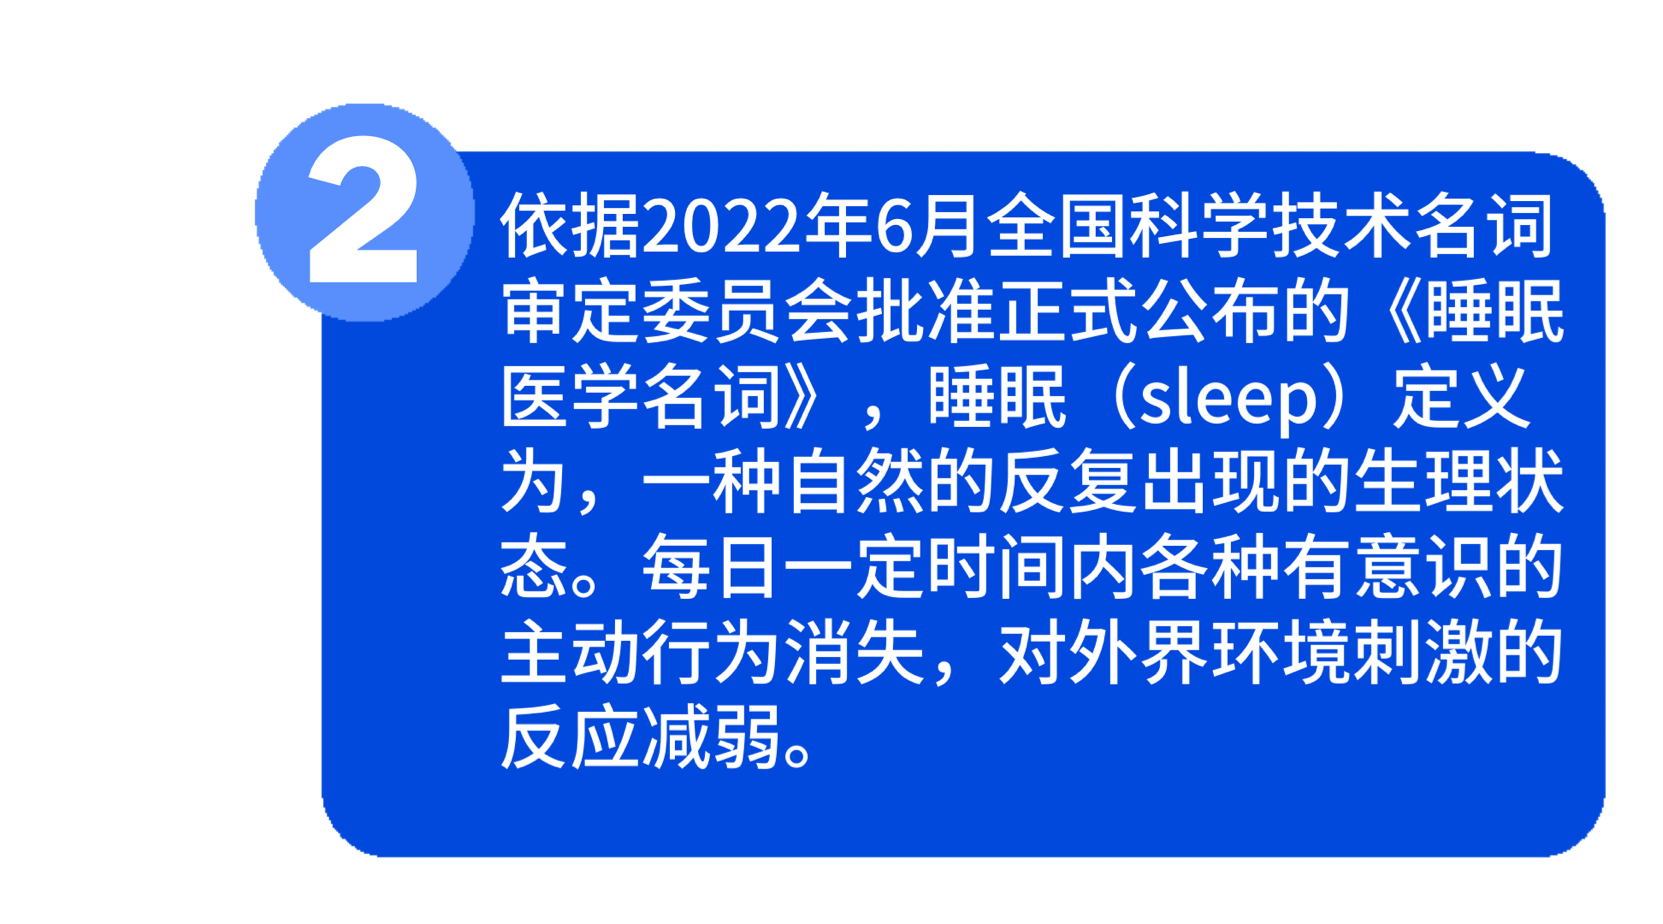 2
依据2022年6月全国科学技术名词
审定委员会批准正式公布的《睡眠
医学名词》，睡眠（sleep）定义
为，一种自然的反复出现的生理状
态。每日一定时间内各种有意识的
主动行为消失，对外界环境刺激的
反应减弱。